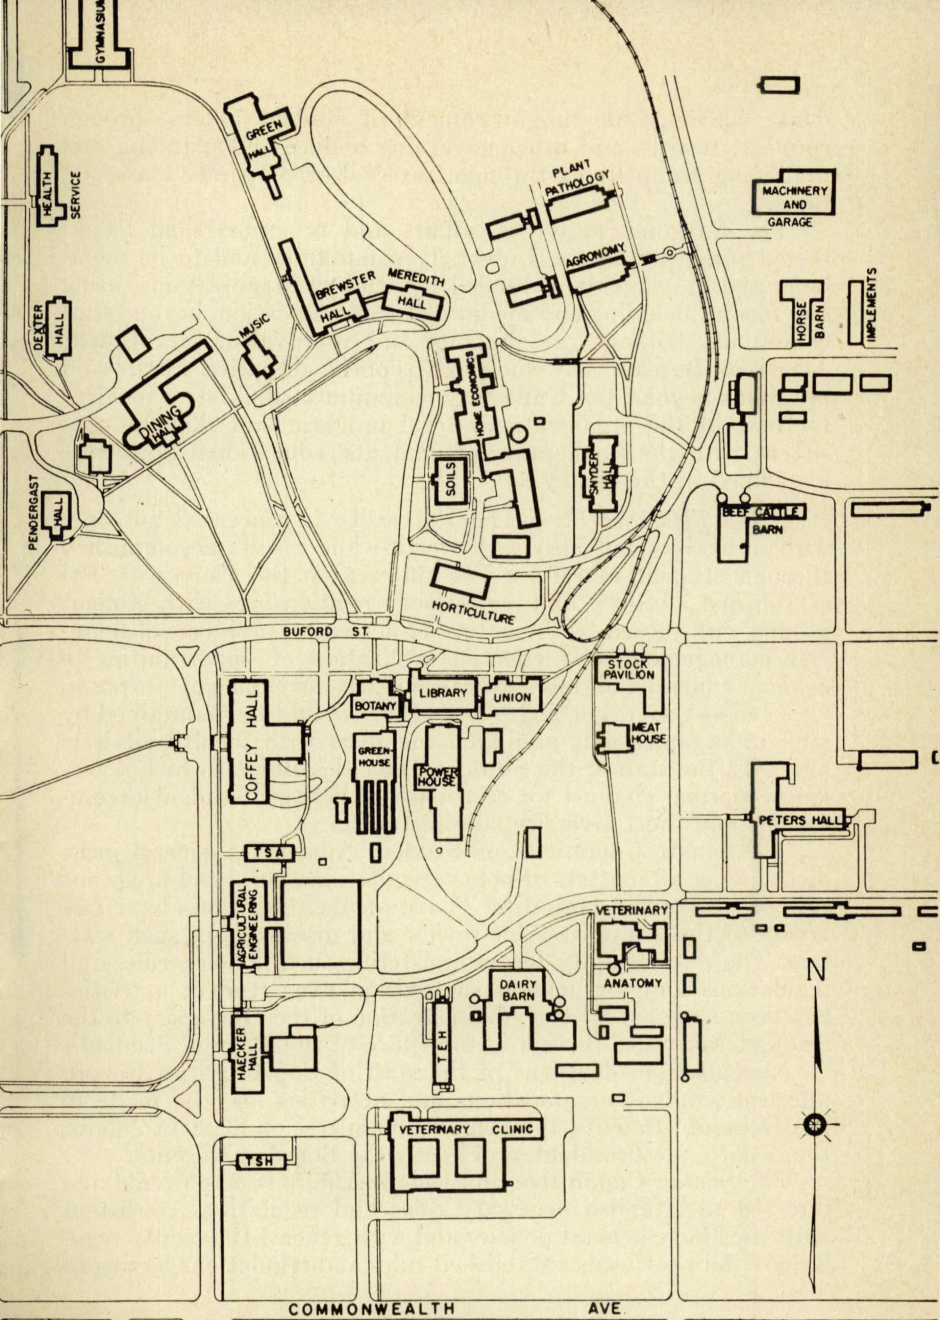 GYMNASIUM
GREEN
HALL
HEALTH
SERVICE
PLANT
PATHOLOGY
MACHINERY
AND
GARAGE
AGRONOMY
BREWSTER
HALL
MEREDITH
HALL
HORSE
BARN
IMPLEMENTS
DEXTER
HALL
MUSIC
HOME ECONOMICS
DINING
HALL
SOILS
SNYDER
HALL
PENDERGAST
HALL
BEEF CATTLE
BARN
HORTICULTURE
BUFORD ST.
STOCK
PAVILION
COFFEY HALL
BOTANY
LIBRARY
UNION
MEAT
HOUSE
GREEN-
HOUSE
POWER
HOUSE
PETERS HALL
TSA
AGRICULTURAL
ENGINEERING
VETERINARY
ANATOMY
DAIRY
BARN
N
HAECKER
HALL
TEH
VETERINARY CLINIC
TSH
COMMONWEALTH AVE.